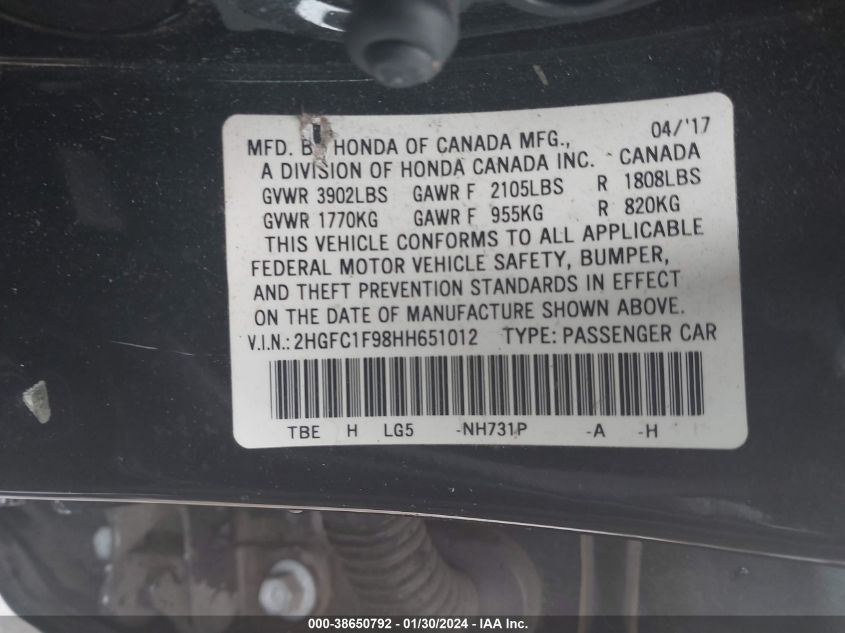 04/'17
MFD. B HONDA OF CANADA MFG.,
A DIVISION OF HONDA CANADA INC. CANADA
GVWR 3902LBS GAWR F 2105LBS R 1808LBS
GVWR 1770KG GAWR F 955KG R 820KG
THIS VEHICLE CONFORMS TO ALL APPLICABLE
FEDERAL MOTOR VEHICLE SAFETY, BUMPER,
AND THEFT PREVENTION STANDARDS IN EFFECT
ON THE DATE OF MANUFACTURE SHOWN ABOVE.
V.I.N.: 2HGFC1F98HH651012 TYPE: PASSENGER CAR
TBE H LG5 -NH731P -A -H
000-38650792 - 01/30/2024 - IAA Inc.